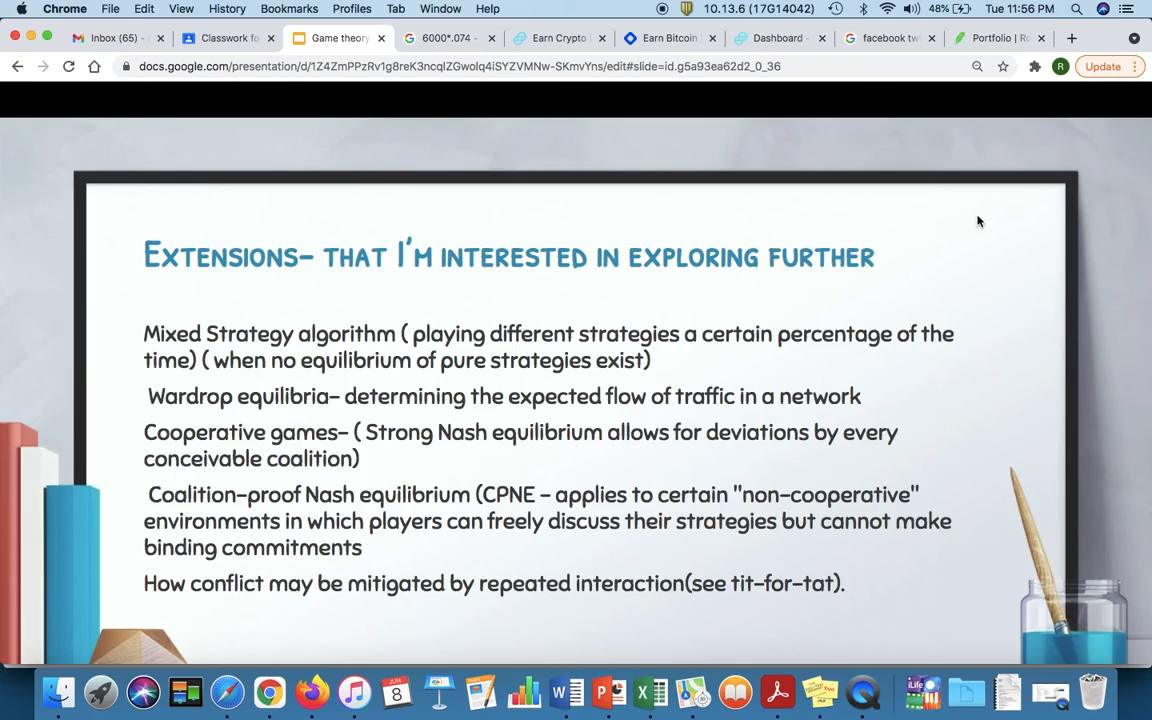 Chrome File Edit View History Bookmarks Profiles Tab Window Help 10.13.6 (17G14042) 48% Tue 11:56 PM
Inbox (65) - Classwork fo Game theory 6000*.074 - Earn Crypto | Earn Bitcoin | Dashboard - facebook tw Portfolio | Ro
docs.google.com/presentation/d/1Z4ZmPPzRv1g8reK3ncqlZGwoIq4iSYZVMNw-SKmvYns/edit#slide=id.g5a93ea62d2_0_36 R Update
Extensions- that I'm interested in exploring further
Mixed Strategy algorithm ( playing different strategies a certain percentage of the
time) ( when no equilibrium of pure strategies exist)
Wardrop equilibria- determining the expected flow of traffic in a network
Cooperative games- ( Strong Nash equilibrium allows for deviations by every
conceivable coalition)
Coalition-proof Nash equilibrium (CPNE - applies to certain "non-cooperative"
environments in which players can freely discuss their strategies but cannot make
binding commitments
How conflict may be mitigated by repeated interaction(see tit-for-tat).
JUN
8
W P X
iLife